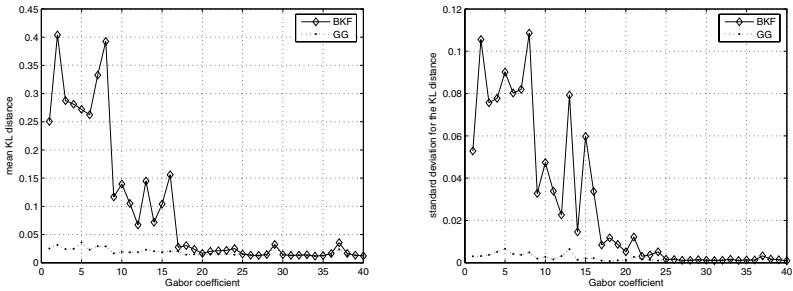 0.45
0.4
0.35
0.3
0.25
0.2
0.15
0.1
0.05
0
mean KL distance
0 5 10 15 20 25 30 35 40
Gabor coefficient
BKF
GG
0.12
0.1
0.08
0.06
0.04
0.02
0
standard deviation for the KL distance
0 5 10 15 20 25 30 35 40
Gabor coefficient
BKF
GG